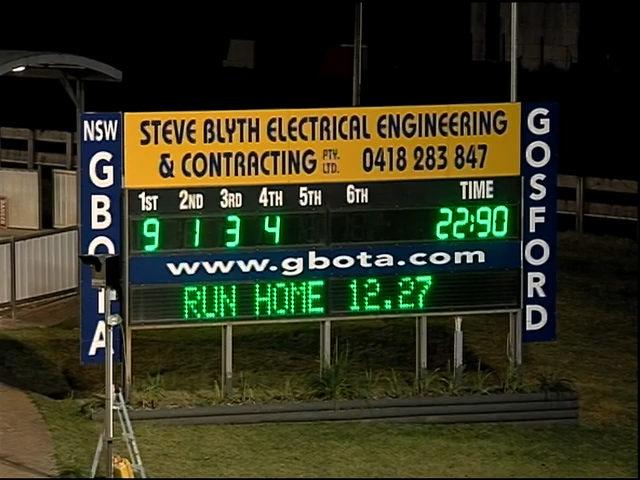 NSW GBOTA
STEVE BLYTH ELECTRICAL ENGINEERING
& CONTRACTING PTY. LTD. 0418 283 847
1ST 2ND 3RD 4TH 5TH 6TH TIME
9 1 3 4 22:90
www.gbota.com
RUN HOME 12.27
GOSFORD